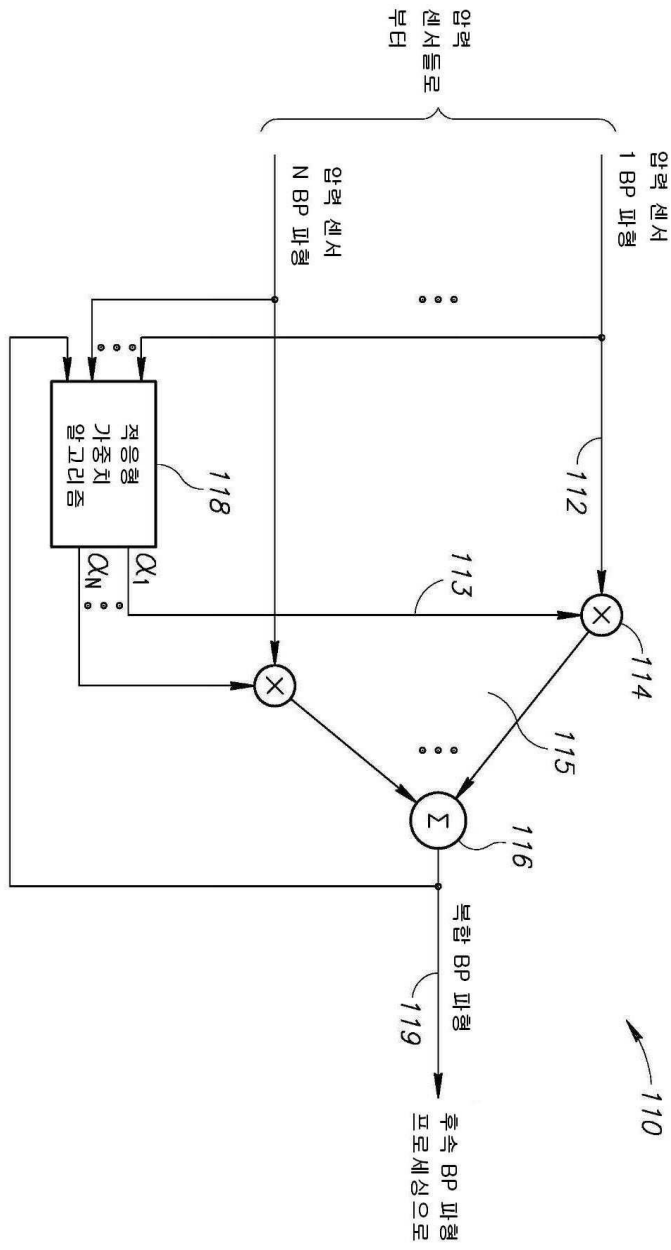 110
압력
센서들로
부터
압력 센서
1 BP 파형
112
114
압력 센서
N BP 파형
113
115
116
복합 BP 파형
119
후속 BP 파형
프로세싱으로
적응형
가중치
알고리즘
118
α1
αN
×
×
Σ